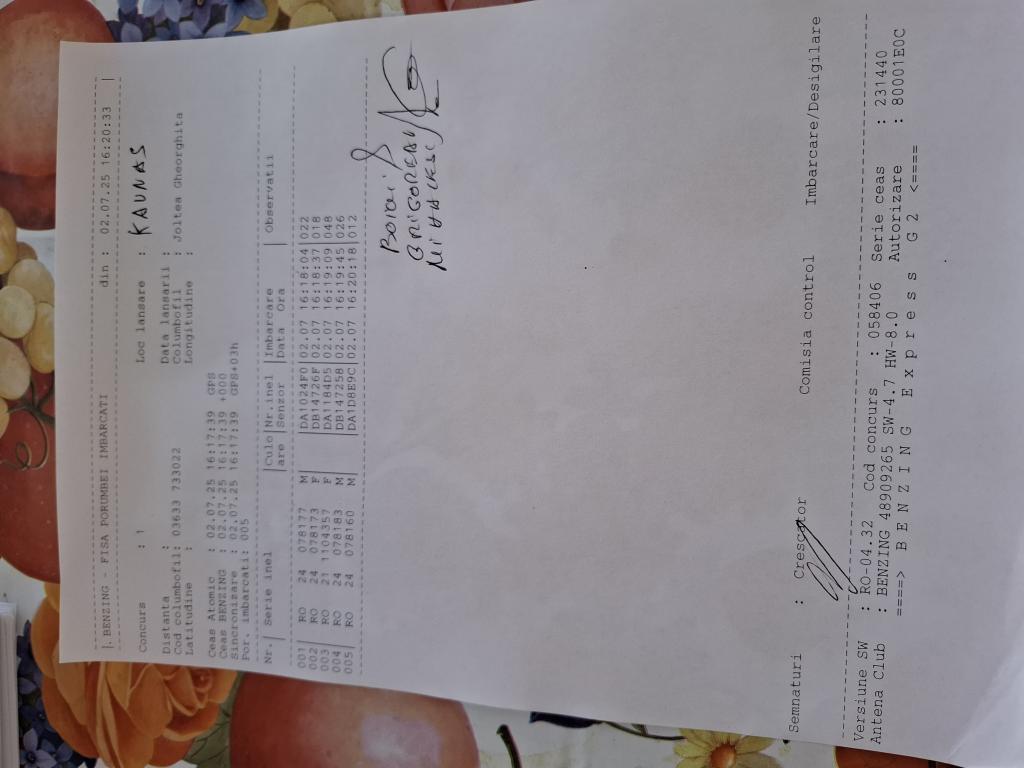 BENZING - FISA PORUMBEI IMBARCATI din : 02.07.25 16:20:33
Concurs : 1 Loc lansare : KAUNAS
Distanta : Data lansarii :
Cod columbofil: 03633 733022 Columbofil : Joltea Gheorghita
Latitudine : Longitudine :
Ceas Atomic : 02.07.25 16:17:39 GPS
Ceas BENZING : 02.07.25 16:17:39 +000
Sincronizare : 02.07.25 16:17:39 GPS+03h
Por. imbarcati: 005
Nr.| Serie inel |Culo|Nr.inel |Imbarcare | Observatii
|are |Senzor |Data Ora |
001| RO 24 078177 M |DA1024F0|02.07 16:18:04|022
002| RO 24 078173 F |DB14726F|02.07 16:18:37|018
003| RO 21 1104357 F |DA1184D5|02.07 16:19:09|048
004| RO 24 078183 M |DB147258|02.07 16:19:45|026
005| RO 24 078160 M |DA1D8E9C|02.07 16:20:18|012
Semnaturi : Crescator Comisia control Imbarcare/Desigilare
Versiune SW : RO-04.32 Cod concurs : 058406 Serie ceas : 231440
Antena Club : BENZING 48909265 SW-4.7 HW-8.0 Autorizare : 80001E0C
====> B E N Z I N G E x p r e s s G 2 <====